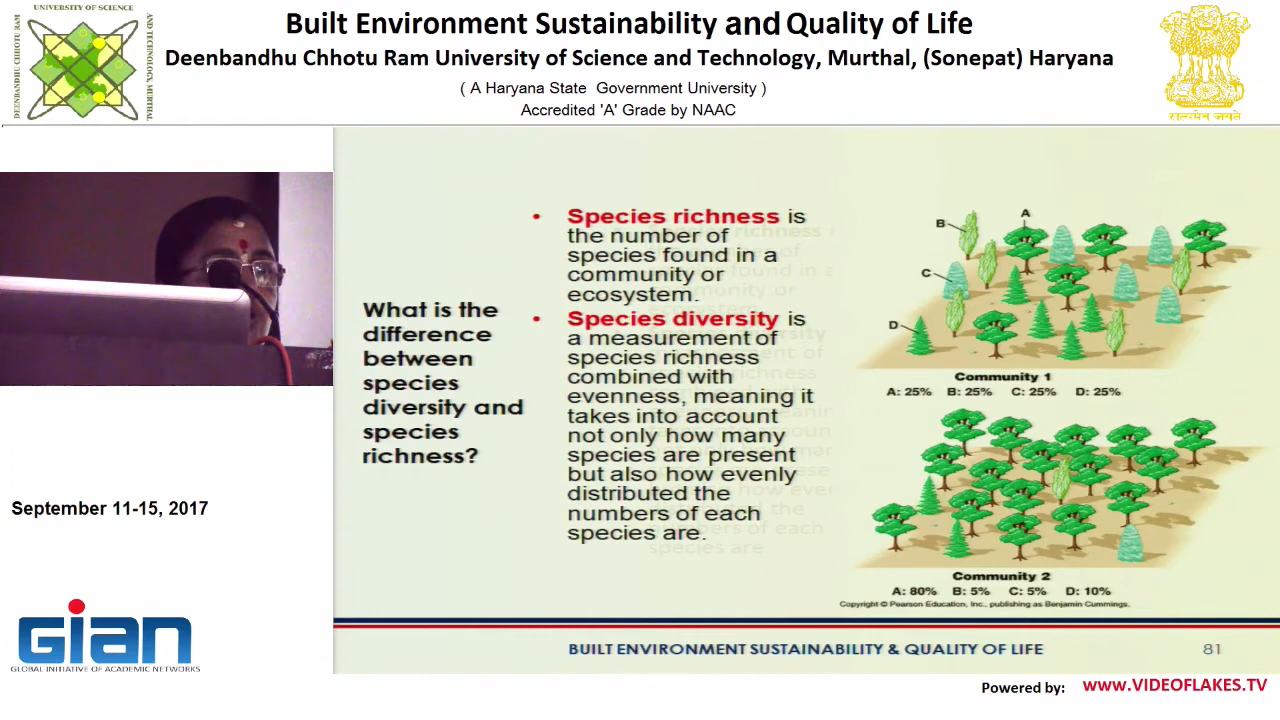 UNIVERSITY OF SCIENCE
AND TECHNOLOGY, MURTHAL
DEENBANDHU CHHOTU RAM
Built Environment Sustainability and Quality of Life
Deenbandhu Chhotu Ram University of Science and Technology, Murthal, (Sonepat) Haryana
( A Haryana State Government University )
Accredited 'A' Grade by NAAC
सत्यमेव जयते
What is the
difference
between
species
diversity and
species
richness?
• Species richness is
the number of
species found in a
community or
ecosystem.
• Species diversity is
a measurement of
species richness
combined with
evenness, meaning it
takes into account
not only how many
species are present
but also how evenly
distributed the
numbers of each
species are.
B
A
C
D
Community 1
A: 25% B: 25% C: 25% D: 25%
Community 2
A: 80% B: 5% C: 5% D: 10%
Copyright © Pearson Education, Inc., publishing as Benjamin Cummings.
September 11-15, 2017
GIAN
GLOBAL INITIATIVE OF ACADEMIC NETWORKS
BUILT ENVIRONMENT SUSTAINABILITY & QUALITY OF LIFE
81
Powered by: www.VIDEOFLAKES.TV